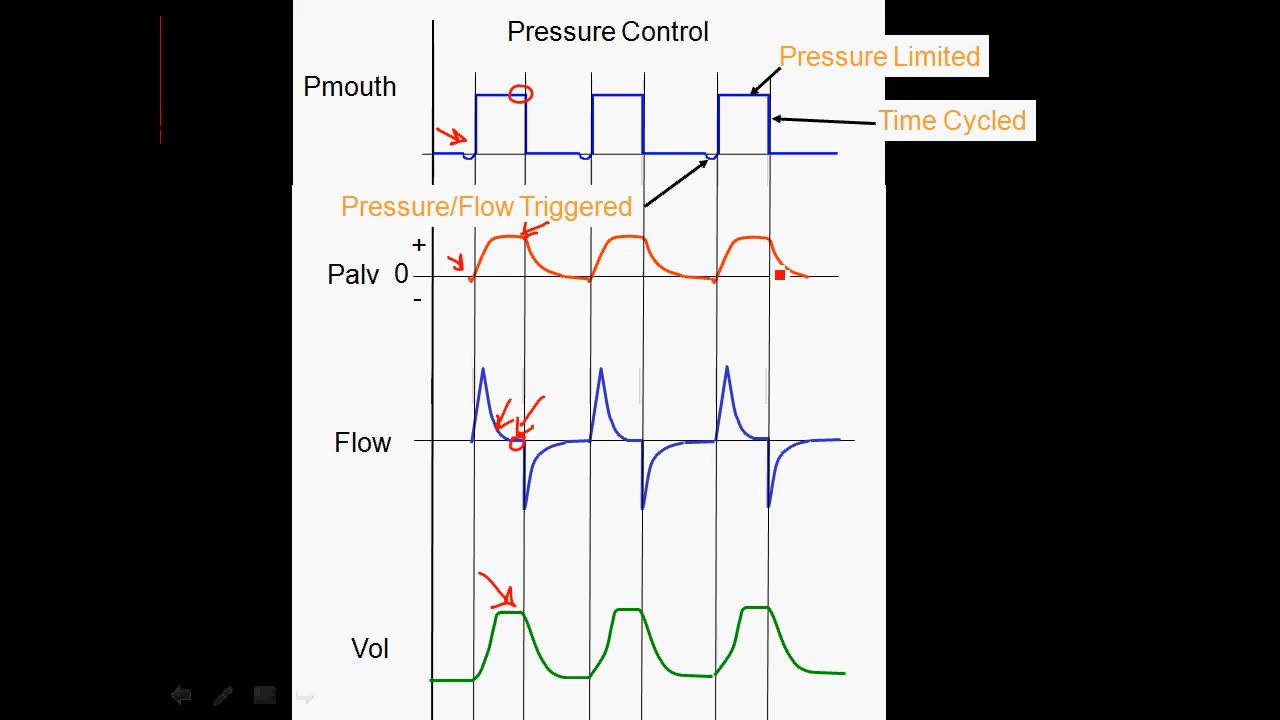 Pressure Control
Pressure Limited
Pmouth
Time Cycled
Pressure/Flow Triggered
+
Palv 0
-
Flow
Vol